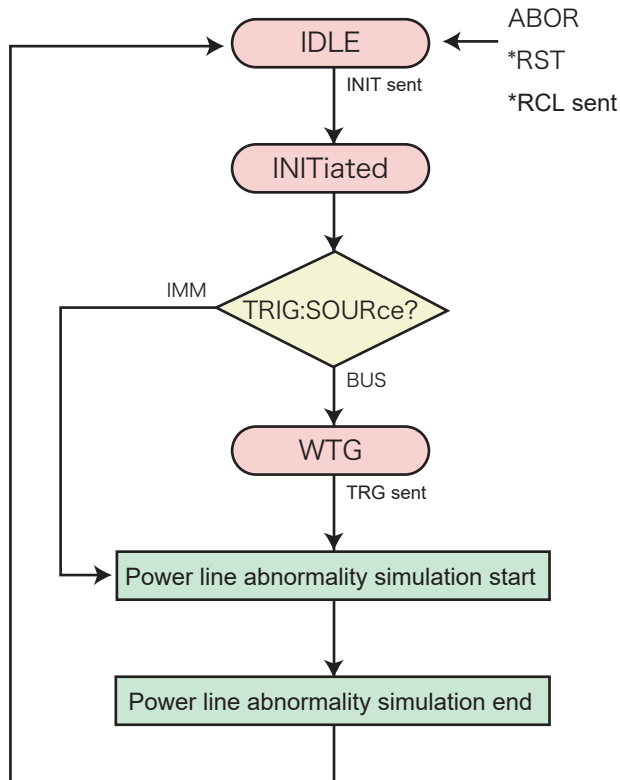 IDLE
ABOR
*RST
*RCL sent
INIT sent
INITiated
TRIG:SOURce?
IMM
BUS
WTG
TRG sent
Power line abnormality simulation start
Power line abnormality simulation end